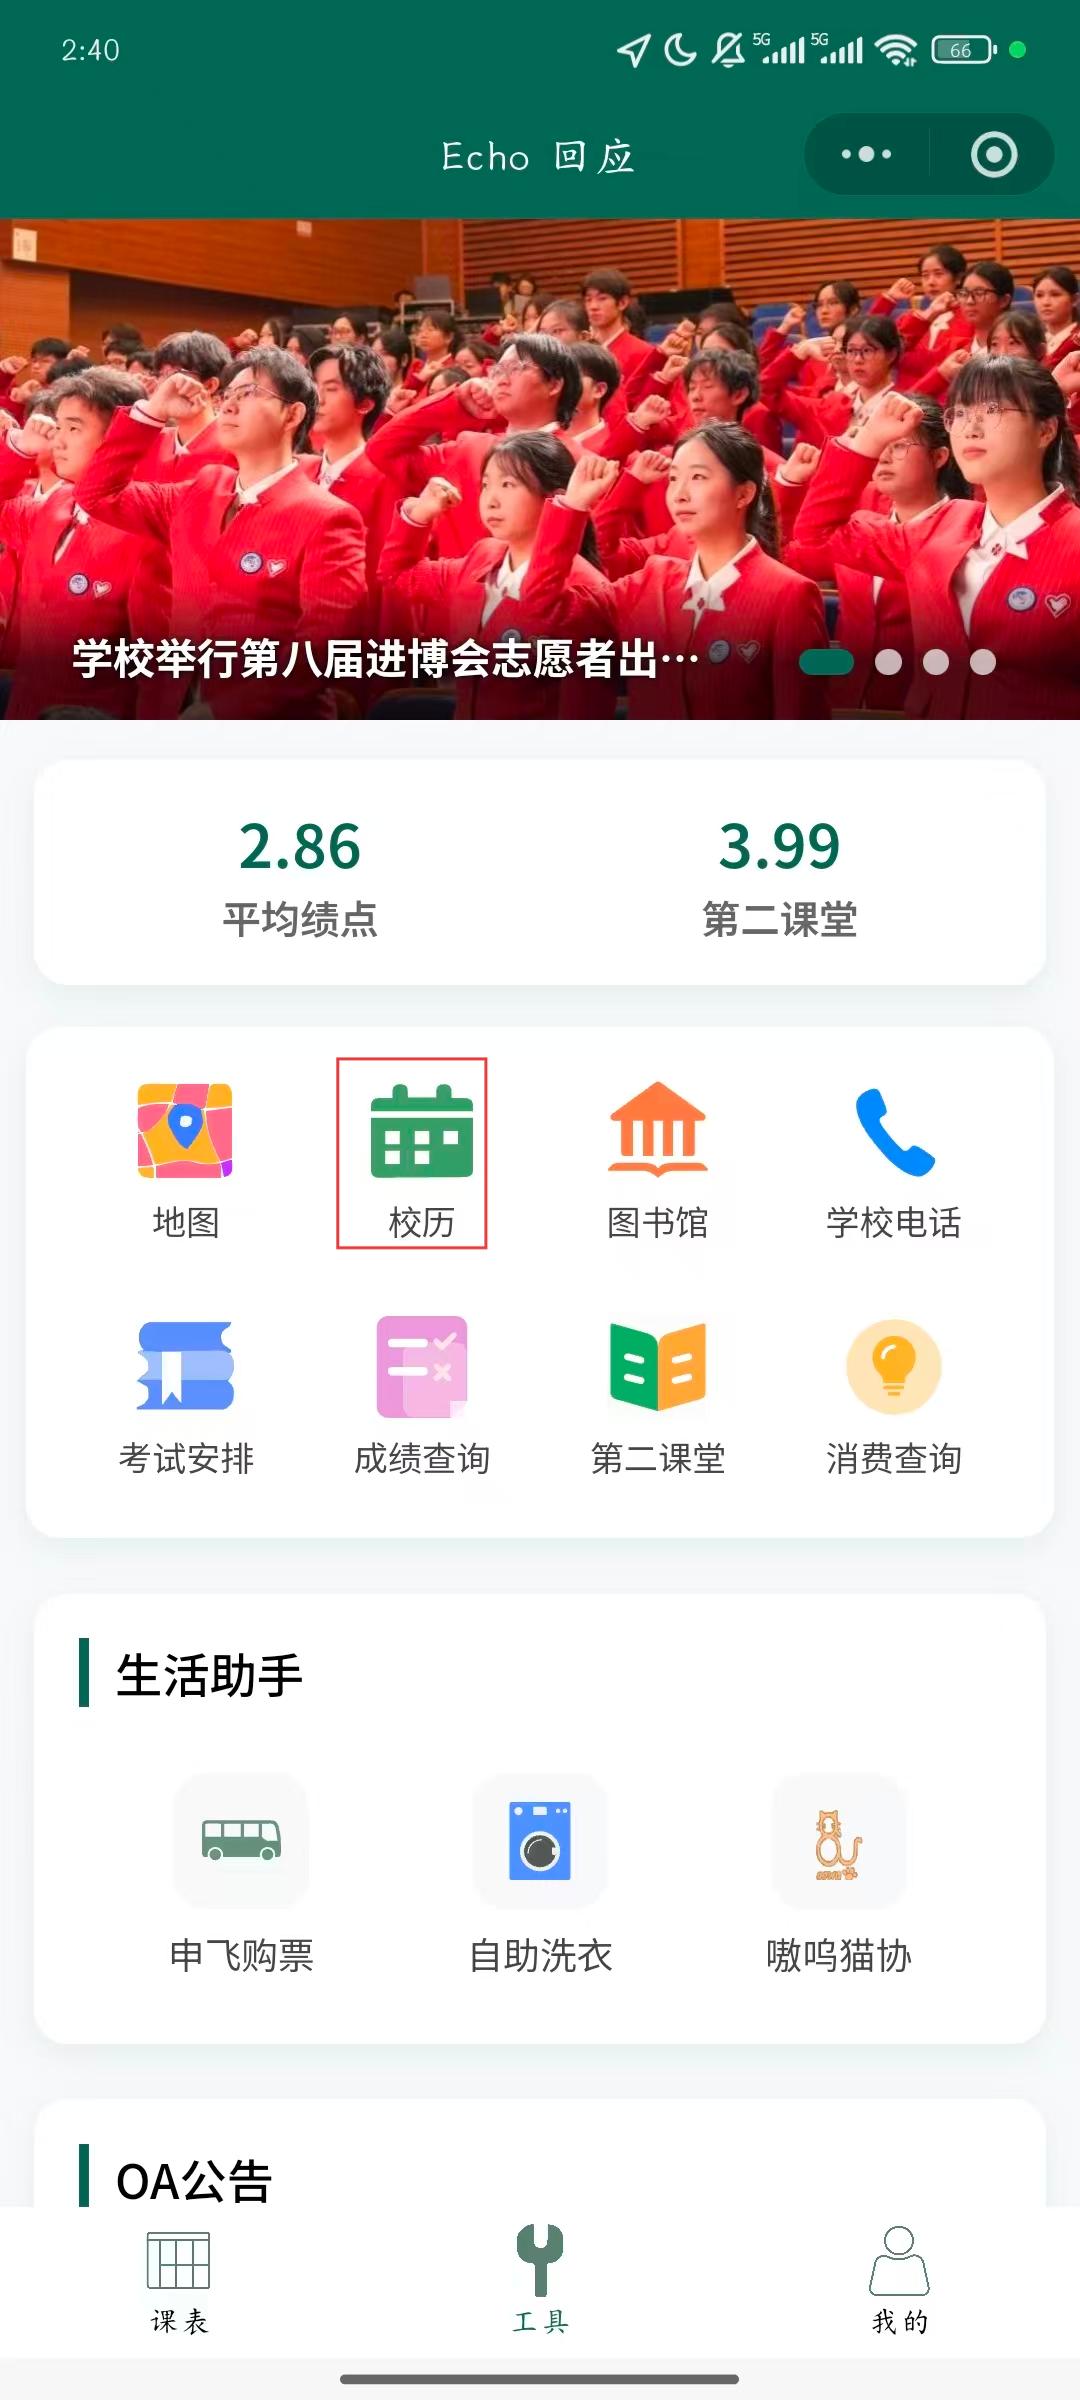 2:40
5G 5G 66
Echo 回应
学校举行第八届进博会志愿者出…
2.86 3.99
平均绩点 第二课堂
地图 校历 图书馆 学校电话
考试安排 成绩查询 第二课堂 消费查询
生活助手
申飞购票 自助洗衣 嗷呜猫协
OA公告
课表 工具 我的